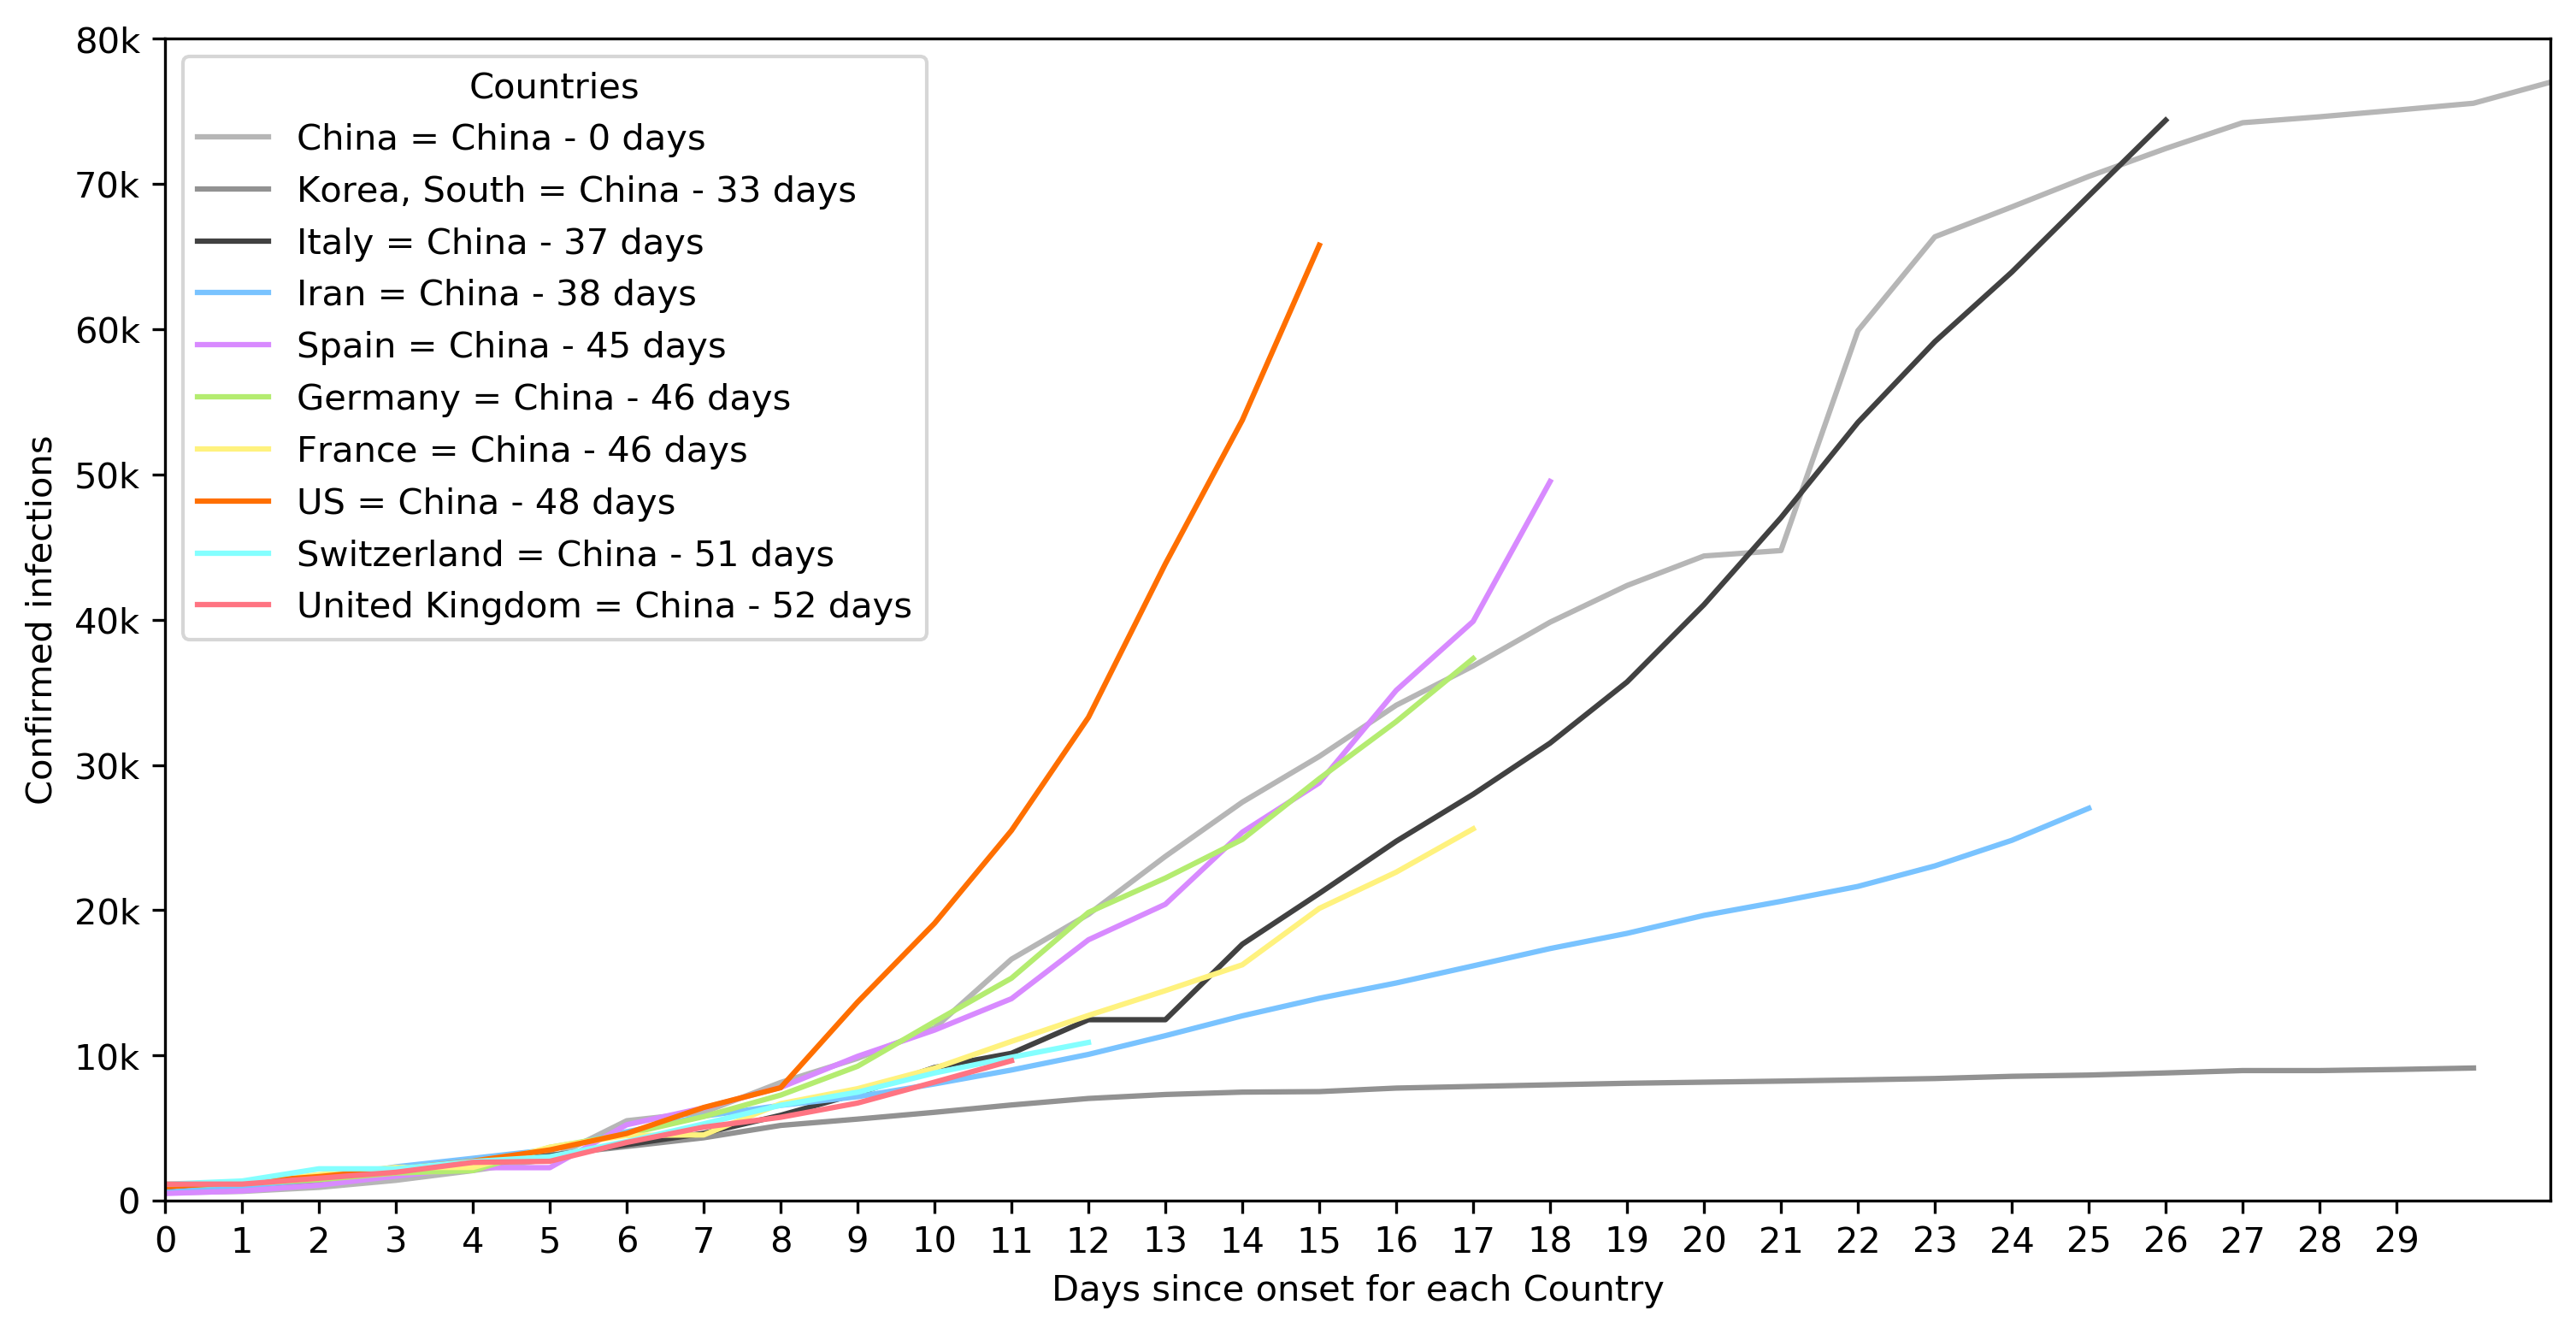 80k
70k
60k
50k
40k
30k
20k
10k
0
Confirmed infections
Countries
China = China - 0 days
Korea, South = China - 33 days
Italy = China - 37 days
Iran = China - 38 days
Spain = China - 45 days
Germany = China - 46 days
France = China - 46 days
US = China - 48 days
Switzerland = China - 51 days
United Kingdom = China - 52 days
0 1 2 3 4 5 6 7 8 9 10 11 12 13 14 15 16 17 18 19 20 21 22 23 24 25 26 27 28 29
Days since onset for each Country